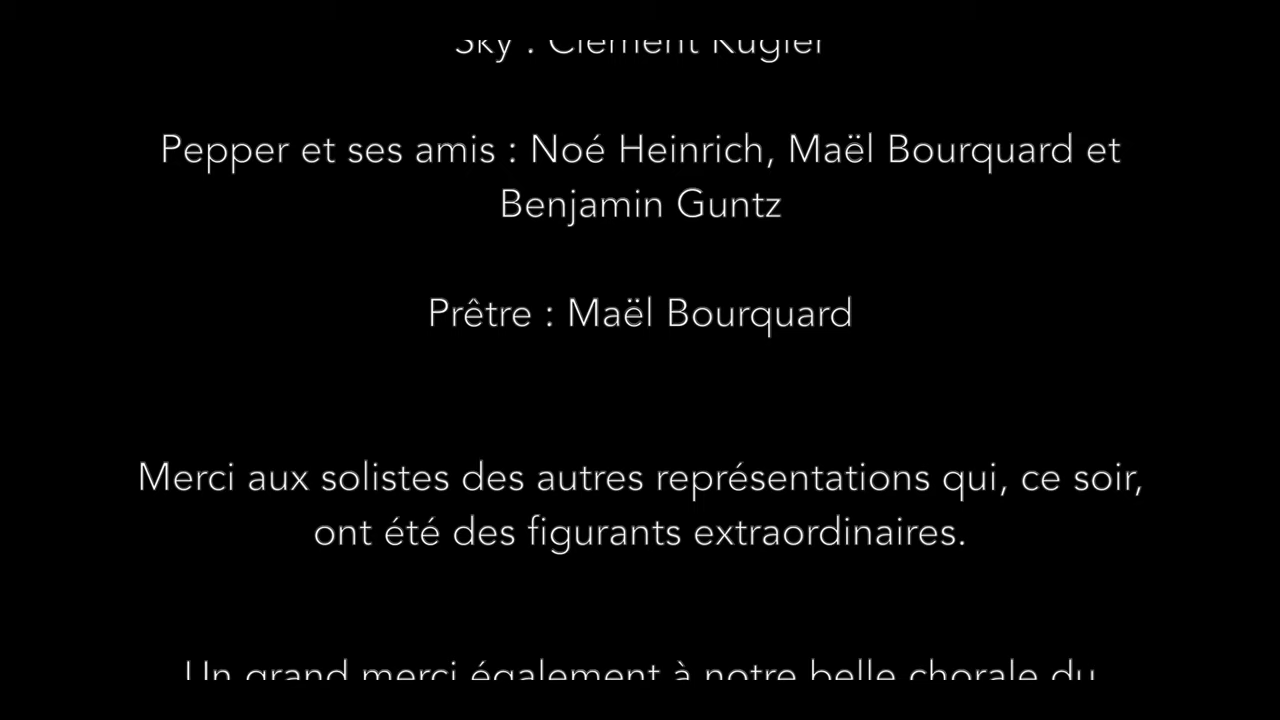 Sky : Clément Kugler
Pepper et ses amis : Noé Heinrich, Maël Bourquard et
Benjamin Guntz
Prêtre : Maël Bourquard
Merci aux solistes des autres représentations qui, ce soir,
ont été des figurants extraordinaires.
Un grand merci également à notre belle chorale du